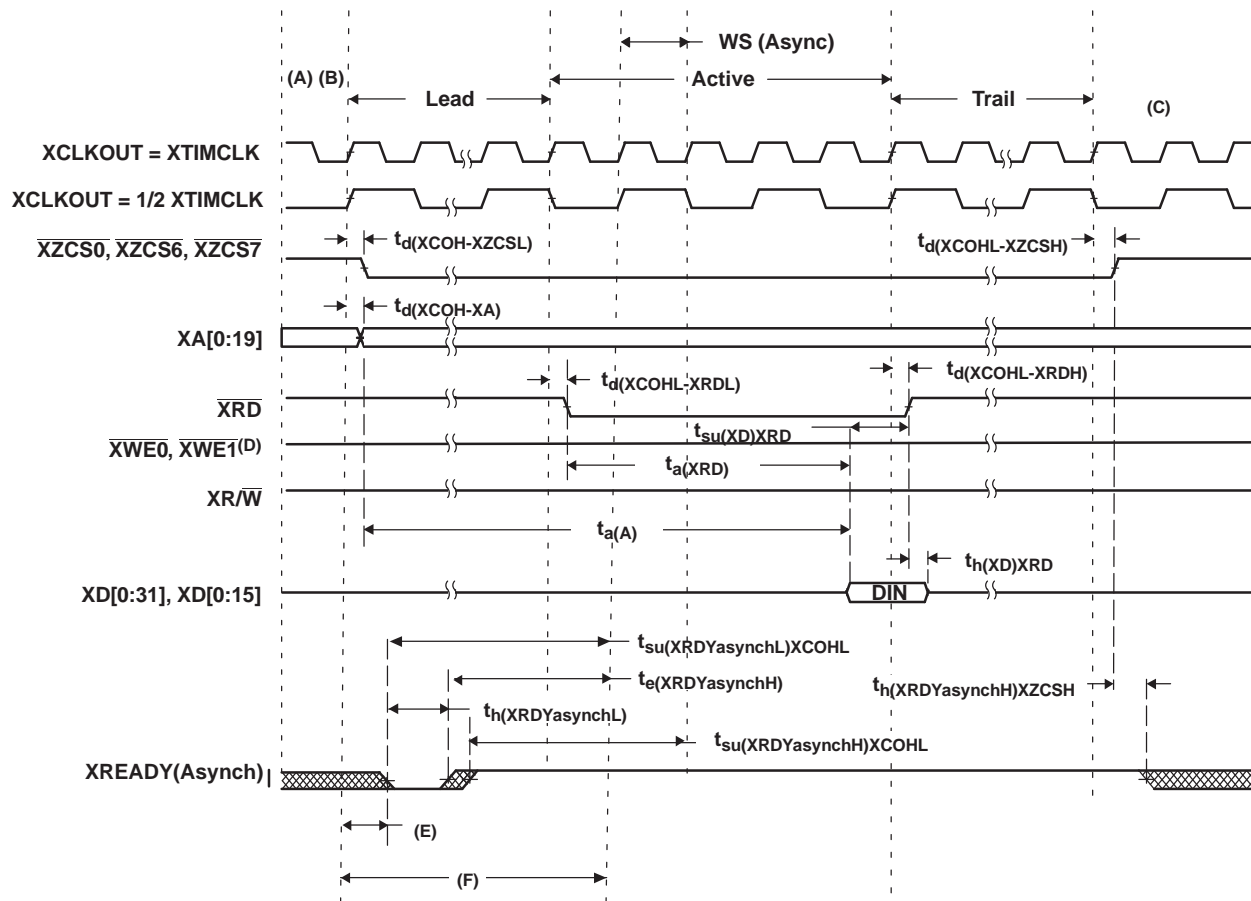 WS (Async)
(A) (B)
Active
Lead
Trail
(C)
XCLKOUT = XTIMCLK
XCLKOUT = 1/2 XTIMCLK
XZCS0, XZCS6, XZCS7
td(XCOH-XZCSL)
td(XCOHL-XZCSH)
td(XCOH-XA)
XA[0:19]
td(XCOHL-XRDL)
td(XCOHL-XRDH)
XRD
tsu(XD)XRD
XWE0, XWE1(D)
ta(XRD)
XR/W
ta(A)
th(XD)XRD
XD[0:31], XD[0:15]
DIN
tsu(XRDYasynchL)XCOHL
te(XRDYasynchH)
th(XRDYasynchH)XZCSH
th(XRDYasynchL)
tsu(XRDYasynchH)XCOHL
XREADY(Asynch)
(E)
(F)